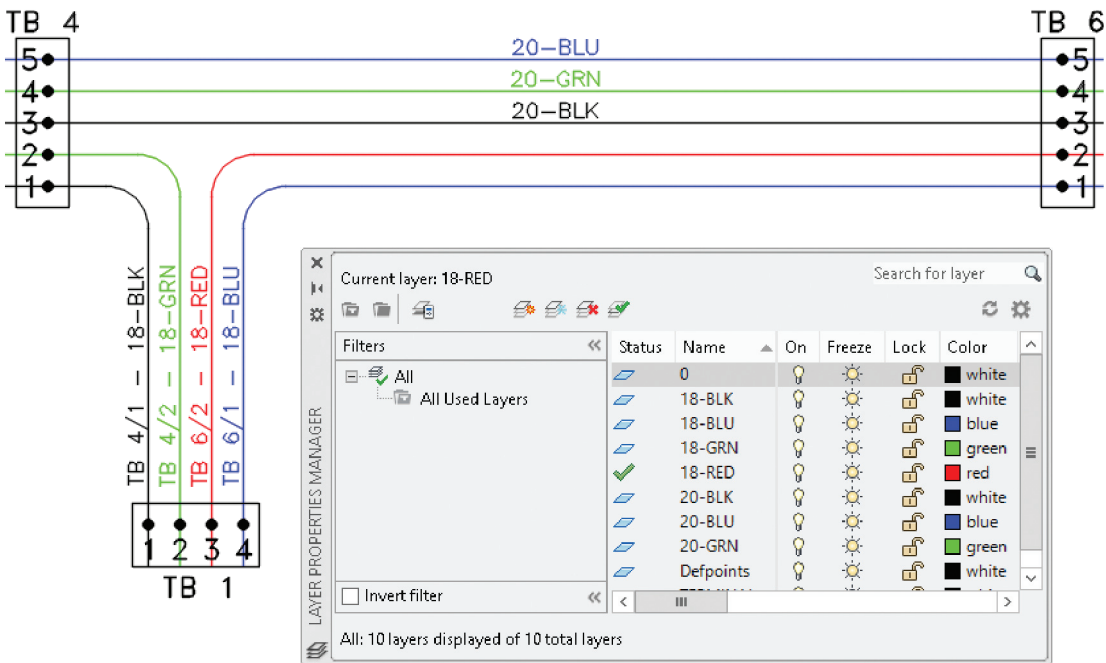 TB 4
TB 6
5
20-BLU
5
4
20-GRN
4
3
20-BLK
3
2
2
1
1
TB 4/1 - 18-BLK
TB 4/2 - 18-GRN
TB 6/2 - 18-RED
TB 6/1 - 18-BLU
1 2 3 4
TB 1
Current layer: 18-RED
Search for layer
Filters
All
All Used Layers
Invert filter
Status Name On Freeze Lock Color
0 white
18-BLK white
18-BLU blue
18-GRN green
18-RED red
20-BLK white
20-BLU blue
20-GRN green
Defpoints white
LAYER PROPERTIES MANAGER
All: 10 layers displayed of 10 total layers